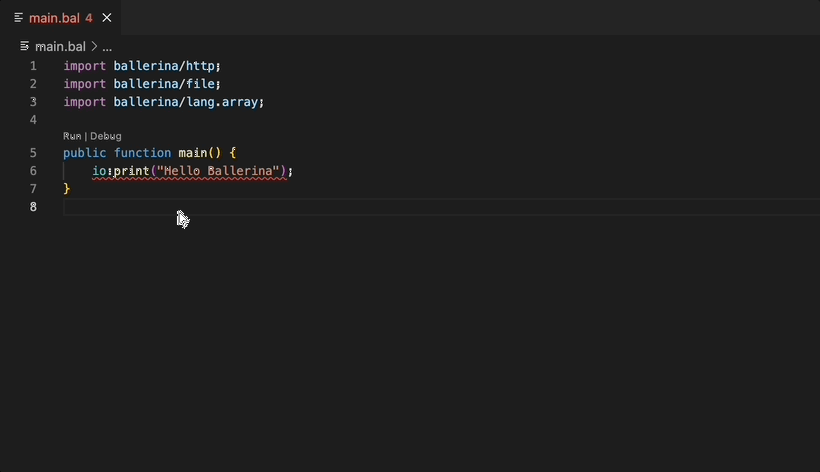 main.bal 4
main.bal > ...
1 import ballerina/http;
2 import ballerina/file;
3 import ballerina/lang.array;
4
Run | Debug
5 public function main() {
6 io:print("Hello Ballerina");
7 }
8